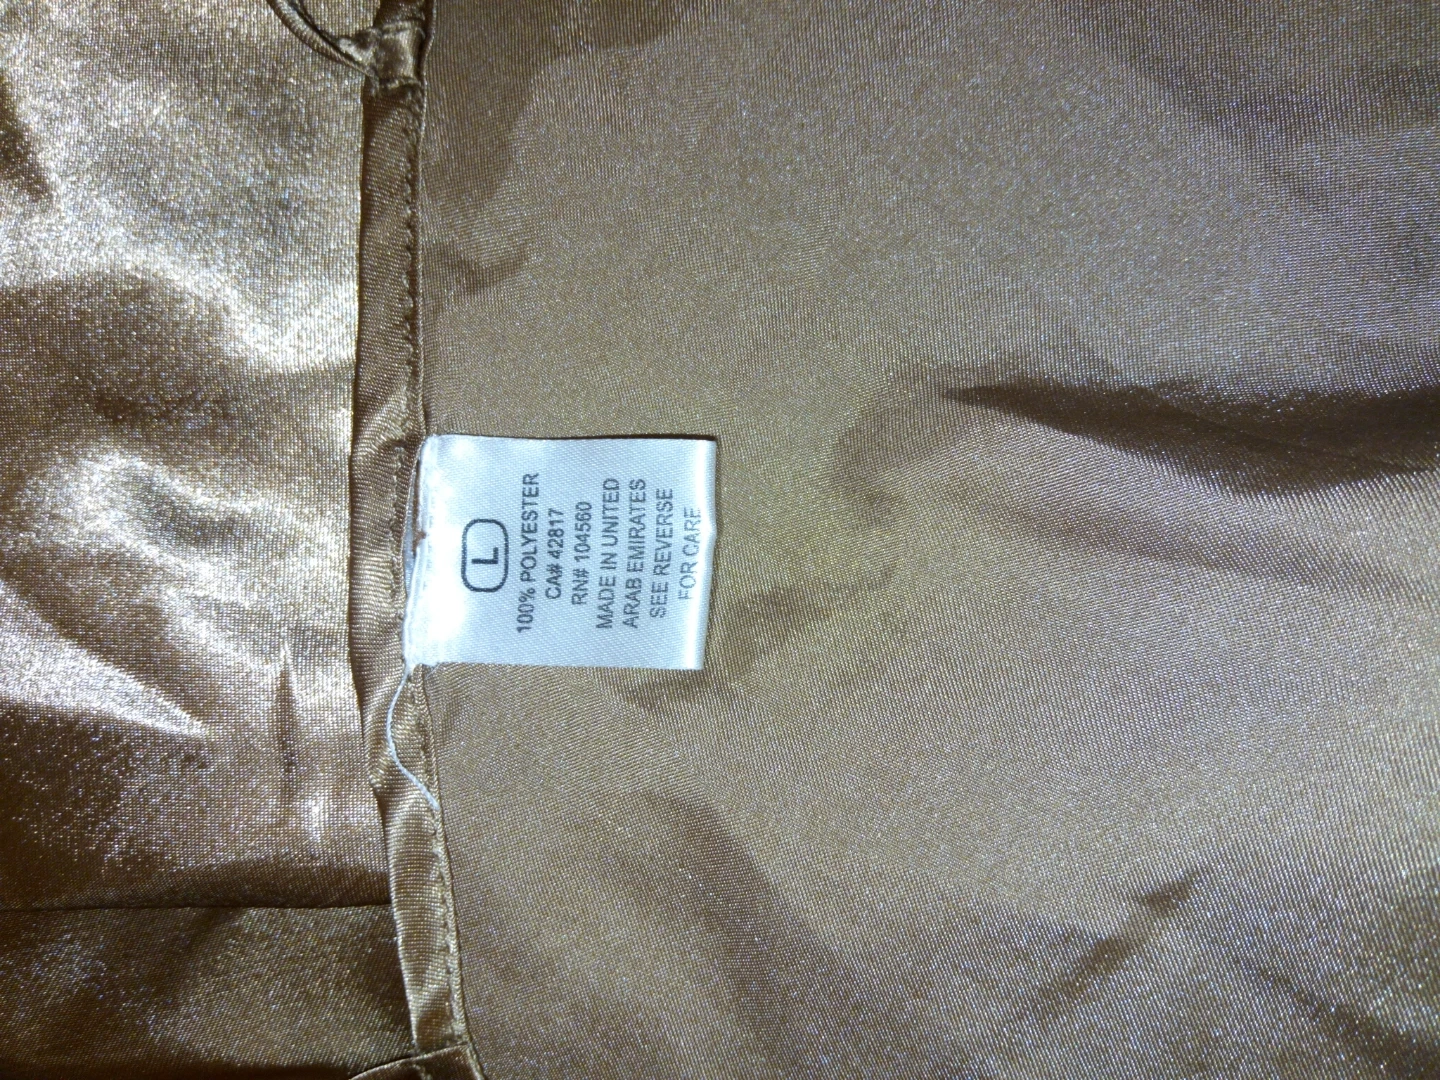 L
100% POLYESTER
CA# 42817
RN# 104560
MADE IN UNITED
ARAB EMIRATES
SEE REVERSE
FOR CARE